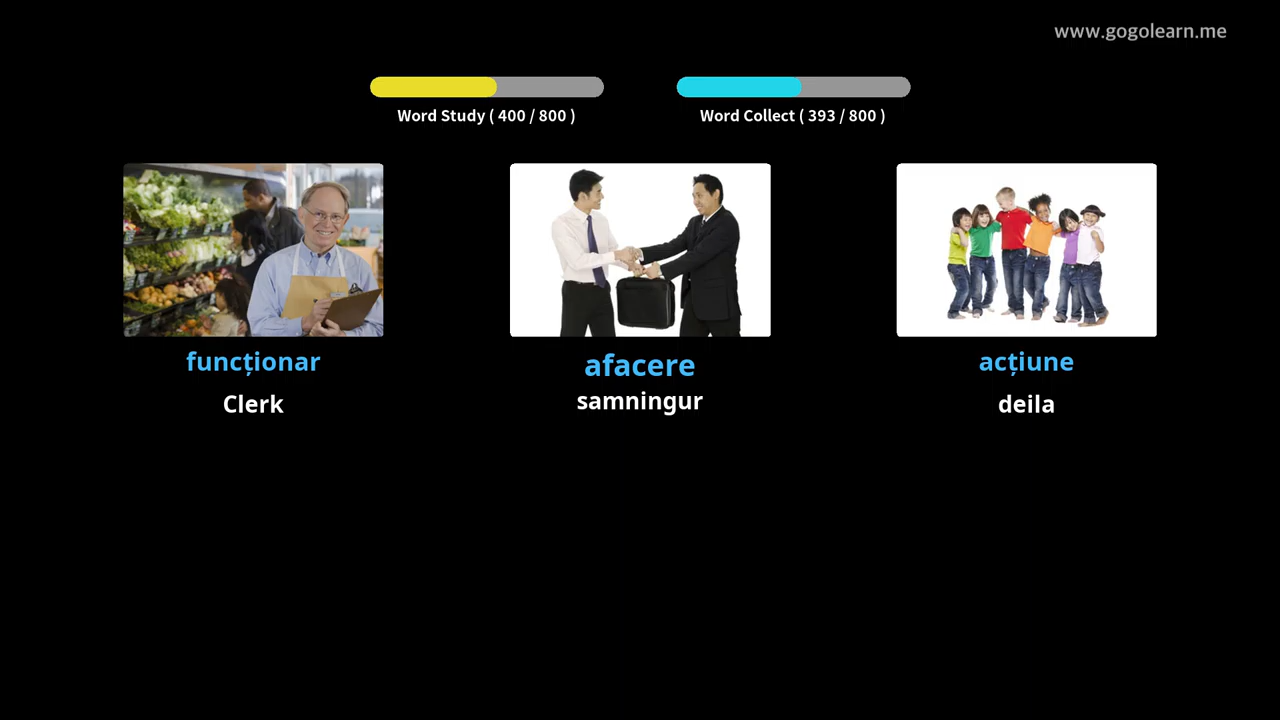 www.gogolearn.me
Word Study ( 400 / 800 )
Word Collect ( 393 / 800 )
funcționar
afacere
acțiune
Clerk
samningur
deila